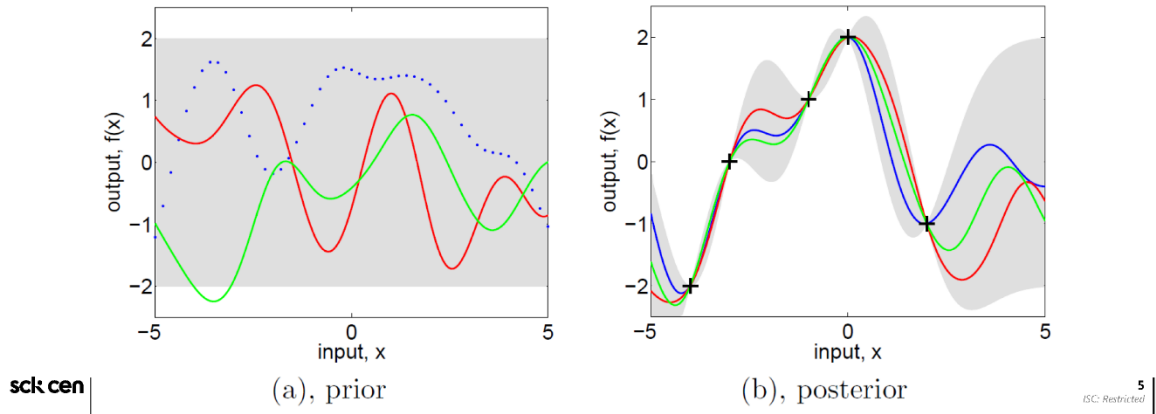 2
1
0
−1
−2
−5
0
5
output, f(x)
input, x
(a), prior
2
1
0
−1
−2
−5
0
5
output, f(x)
input, x
(b), posterior
sck cen
5
ISC: Restricted